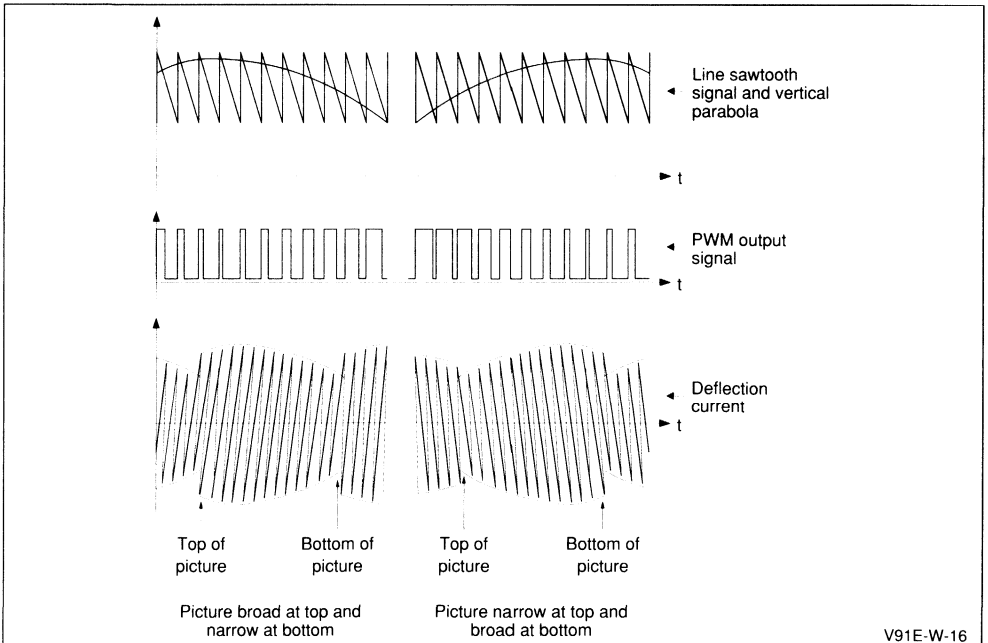 Line sawtooth
signal and vertical
parabola
t
PWM output
signal
t
Deflection
current
t
Top of
picture
Bottom of
picture
Top of
picture
Bottom of
picture
Picture broad at top and
narrow at bottom
Picture narrow at top and
broad at bottom
V91E-W-16